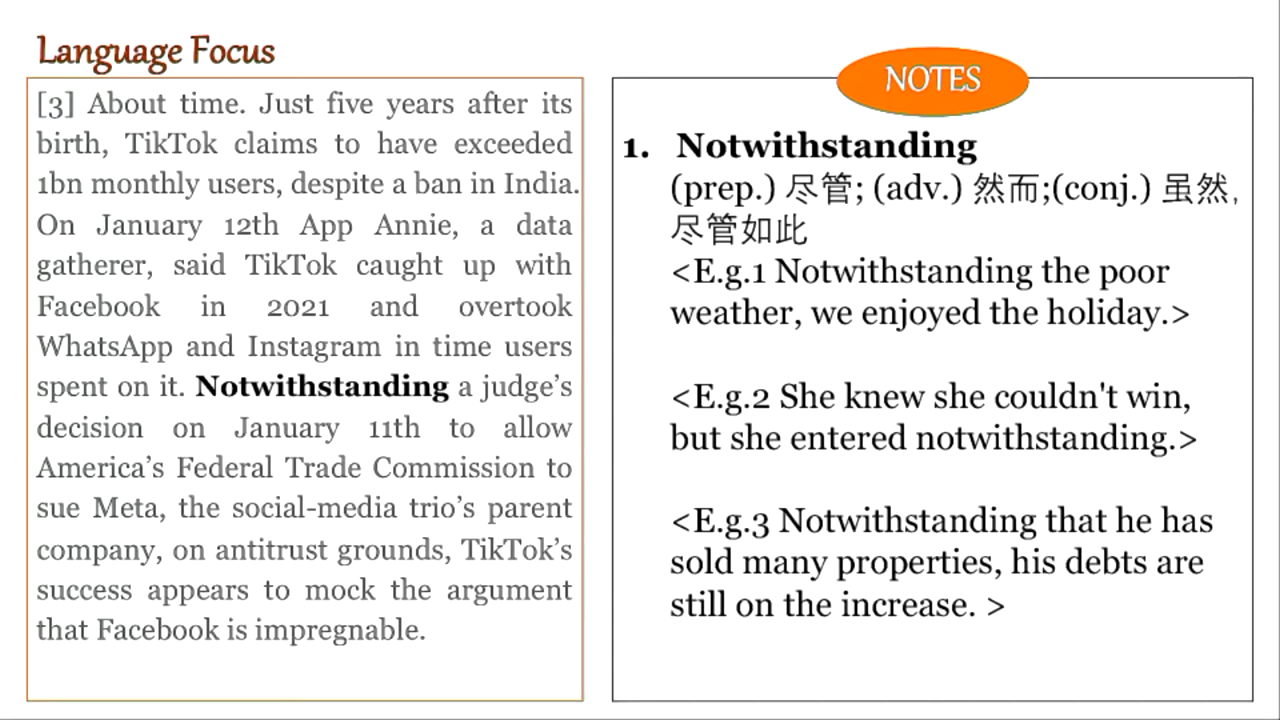 Language Focus
[3] About time. Just five years after its
birth, TikTok claims to have exceeded
1bn monthly users, despite a ban in India.
On January 12th App Annie, a data
gatherer, said TikTok caught up with
Facebook in 2021 and overtook
WhatsApp and Instagram in time users
spent on it. Notwithstanding a judge’s
decision on January 11th to allow
America’s Federal Trade Commission to
sue Meta, the social-media trio’s parent
company, on antitrust grounds, TikTok’s
success appears to mock the argument
that Facebook is impregnable.
NOTES
1. Notwithstanding
(prep.) 尽管; (adv.) 然而;(conj.) 虽然,
尽管如此
<E.g.1 Notwithstanding the poor
weather, we enjoyed the holiday.>
<E.g.2 She knew she couldn't win,
but she entered notwithstanding.>
<E.g.3 Notwithstanding that he has
sold many properties, his debts are
still on the increase. >